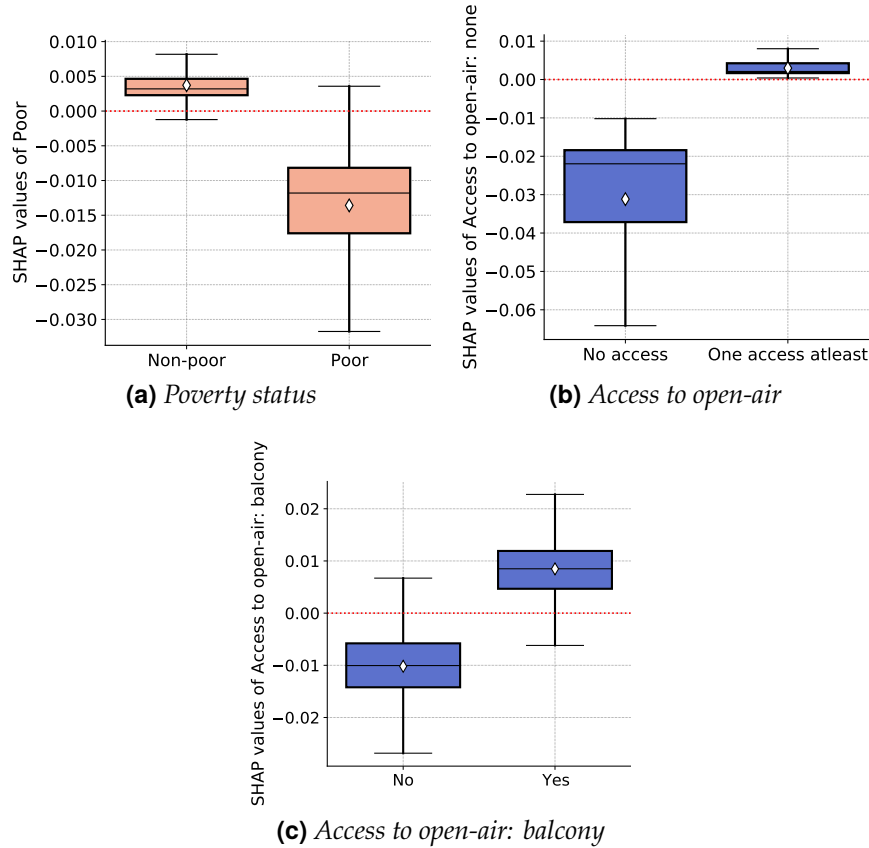 SHAP values of Poor
0.010
0.005
0.000
−0.005
−0.010
−0.015
−0.020
−0.025
−0.030
Non-poor
Poor
(a) Poverty status
SHAP values of Access to open-air: none
0.01
0.00
−0.01
−0.02
−0.03
−0.04
−0.05
−0.06
No access
One access atleast
(b) Access to open-air
SHAP values of Access to open-air: balcony
0.02
0.01
0.00
−0.01
−0.02
No
Yes
(c) Access to open-air: balcony